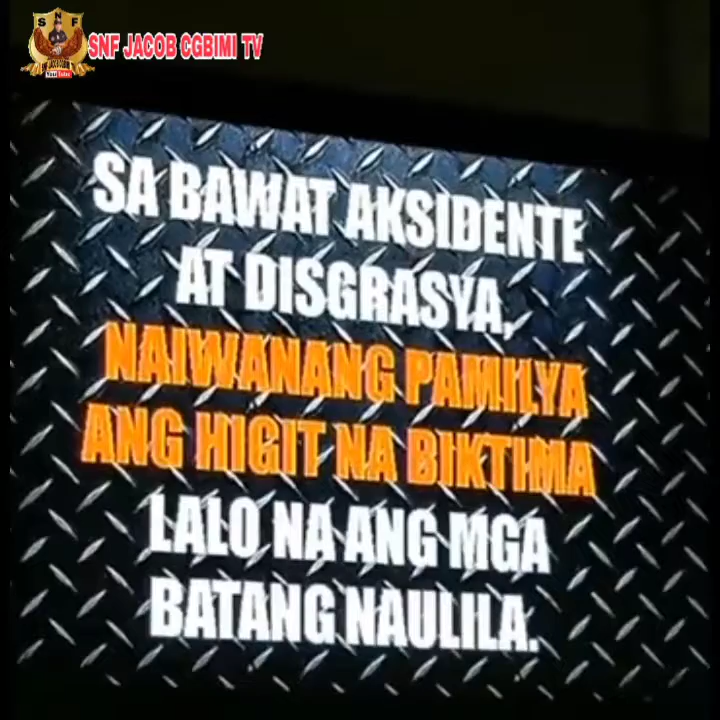 SNF
SNF JACOB CGBIMI TV
SA BAWAT AKSIDENTE
AT DISGRASYA,
NAIWANANG PAMILYA
ANG HIGIT NA BIKTIMA
LALO NA ANG MGA
BATANG NAULILA.